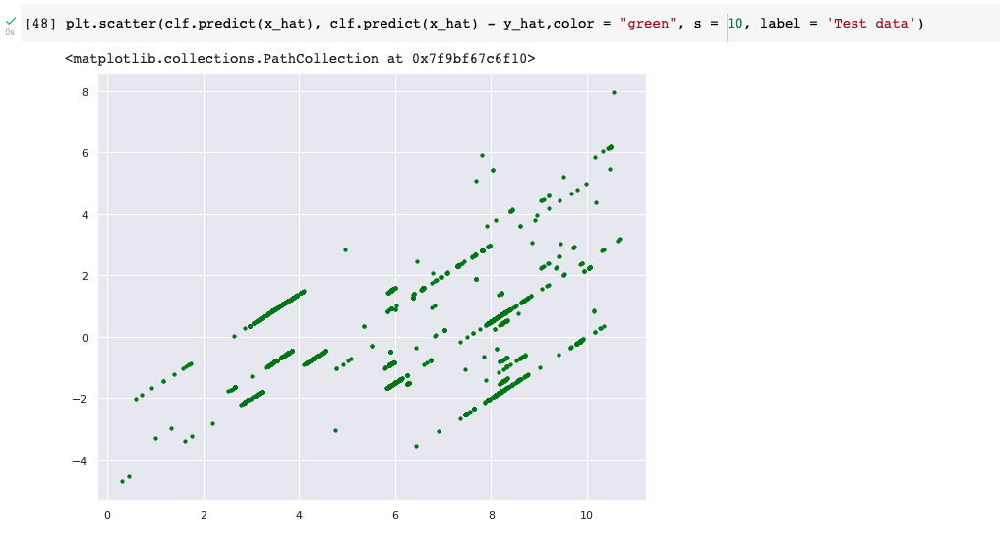 [48] plt.scatter(clf.predict(x_hat), clf.predict(x_hat) - y_hat,color = "green", s = 10, label = 'Test data')
0s
<matplotlib.collections.PathCollection at 0x7f9bf67c6f10>
8
6
4
2
0
−2
−4
0 2 4 6 8 10